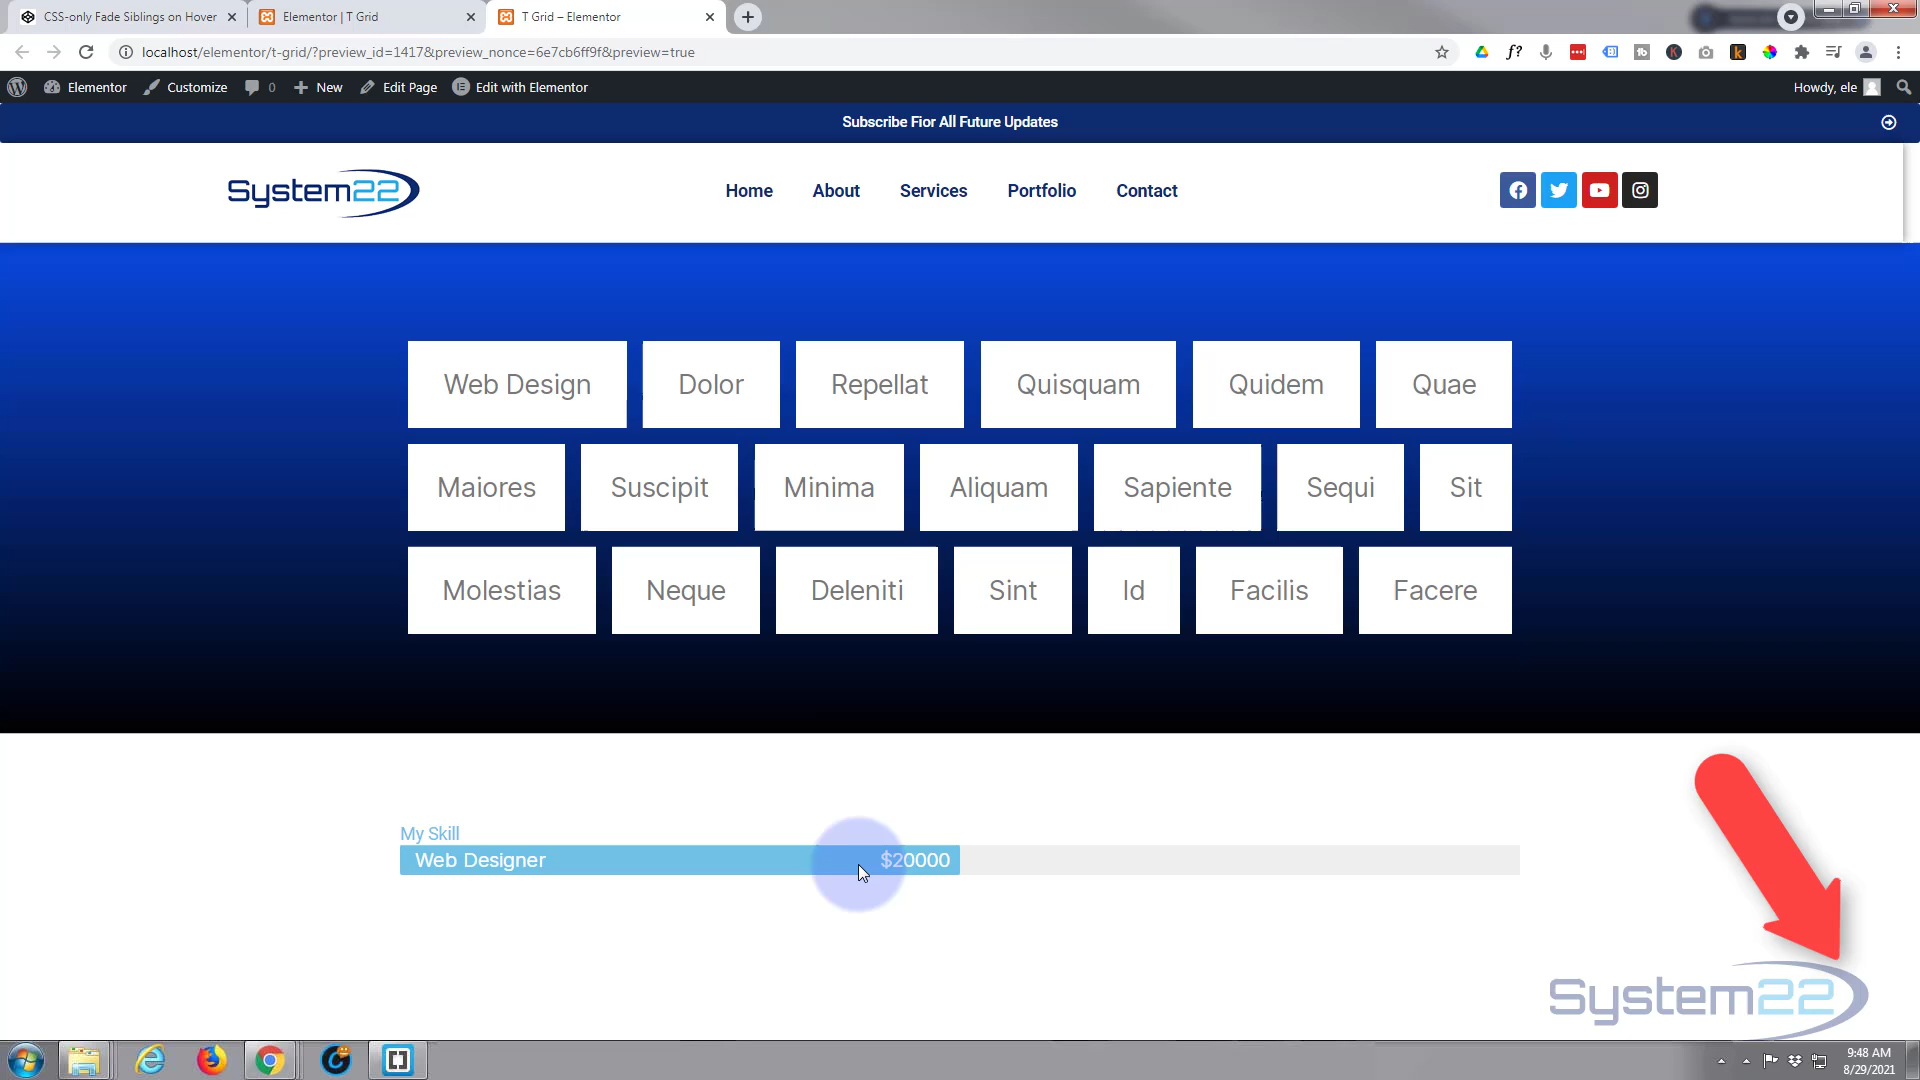 CSS-only Fade Siblings on Hover
Elementor | T Grid
T Grid – Elementor
localhost/elementor/t-grid/?preview_id=1417&preview_nonce=6e7cb6ff9f&preview=true
Elementor
Customize
0
New
Edit Page
Edit with Elementor
Howdy, ele
Subscribe Fior All Future Updates
System22
Home
About
Services
Portfolio
Contact
Web Design
Dolor
Repellat
Quisquam
Quidem
Quae
Maiores
Suscipit
Minima
Aliquam
Sapiente
Sequi
Sit
Molestias
Neque
Deleniti
Sint
Id
Facilis
Facere
My Skill
Web Designer
$20000
System22
9:48 AM
8/29/2021